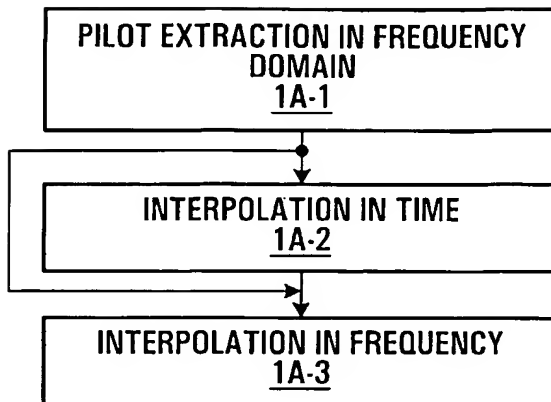 PILOT EXTRACTION IN FREQUENCY
DOMAIN
1A-1
INTERPOLATION IN TIME
1A-2
INTERPOLATION IN FREQUENCY
1A-3